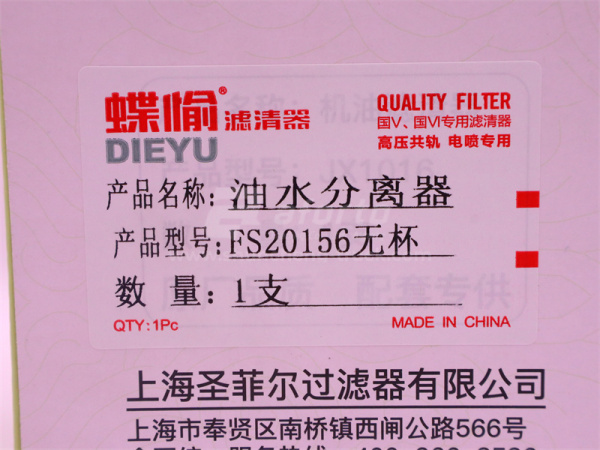 蝶愉® 滤清器
DIEYU
QUALITY FILTER
国V、国VI专用滤清器
高压共轨 电喷专用
产品名称: 油水分离器
产品型号: FS20156无杯
数 量: 1支
QTY:1Pc
MADE IN CHINA
上海圣菲尔过滤器有限公司
上海市奉贤区南桥镇西闸公路566号